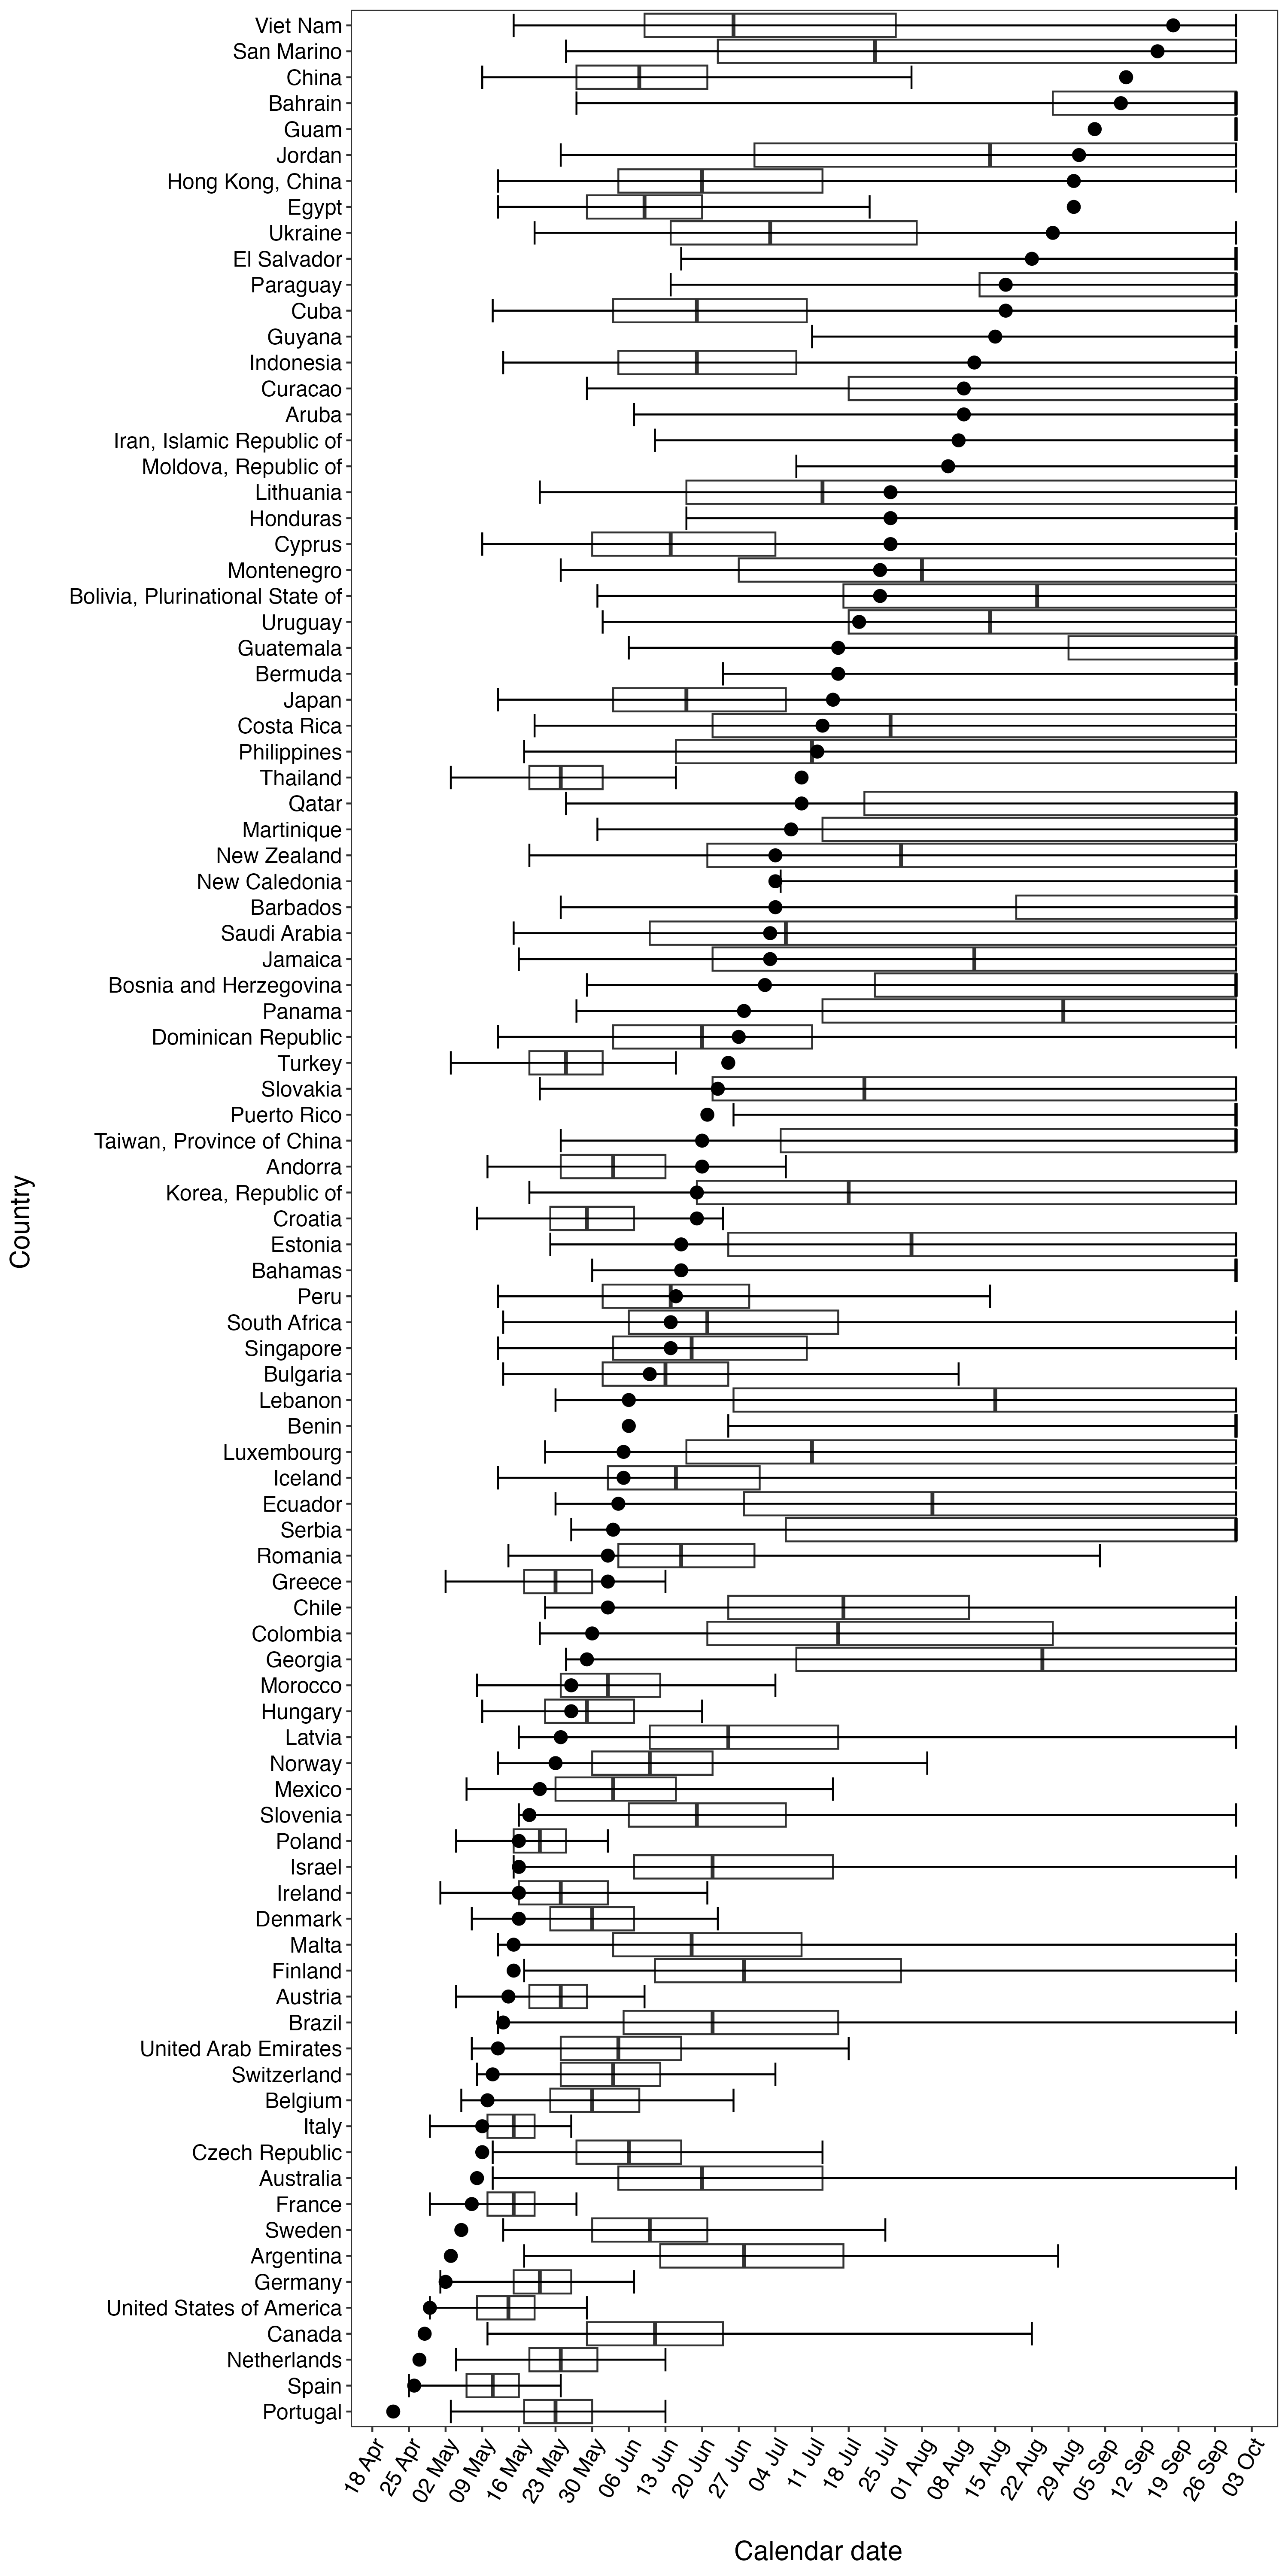 Viet Nam
San Marino
China
Bahrain
Guam
Jordan
Hong Kong, China
Egypt
Ukraine
El Salvador
Paraguay
Cuba
Guyana
Indonesia
Curacao
Aruba
Iran, Islamic Republic of
Moldova, Republic of
Lithuania
Honduras
Cyprus
Montenegro
Bolivia, Plurinational State of
Uruguay
Guatemala
Bermuda
Japan
Costa Rica
Philippines
Thailand
Qatar
Martinique
New Zealand
New Caledonia
Barbados
Saudi Arabia
Jamaica
Bosnia and Herzegovina
Panama
Dominican Republic
Turkey
Slovakia
Puerto Rico
Taiwan, Province of China
Andorra
Korea, Republic of
Croatia
Estonia
Bahamas
Peru
South Africa
Singapore
Bulgaria
Lebanon
Benin
Luxembourg
Iceland
Ecuador
Serbia
Romania
Greece
Chile
Colombia
Georgia
Morocco
Hungary
Latvia
Norway
Mexico
Slovenia
Poland
Israel
Ireland
Denmark
Malta
Finland
Austria
Brazil
United Arab Emirates
Switzerland
Belgium
Italy
Czech Republic
Australia
France
Sweden
Argentina
Germany
United States of America
Canada
Netherlands
Spain
Portugal
Country
18 Apr
25 Apr
02 May
09 May
16 May
23 May
30 May
06 Jun
13 Jun
20 Jun
27 Jun
04 Jul
11 Jul
18 Jul
25 Jul
01 Aug
08 Aug
15 Aug
22 Aug
29 Aug
05 Sep
12 Sep
19 Sep
26 Sep
03 Oct
Calendar date